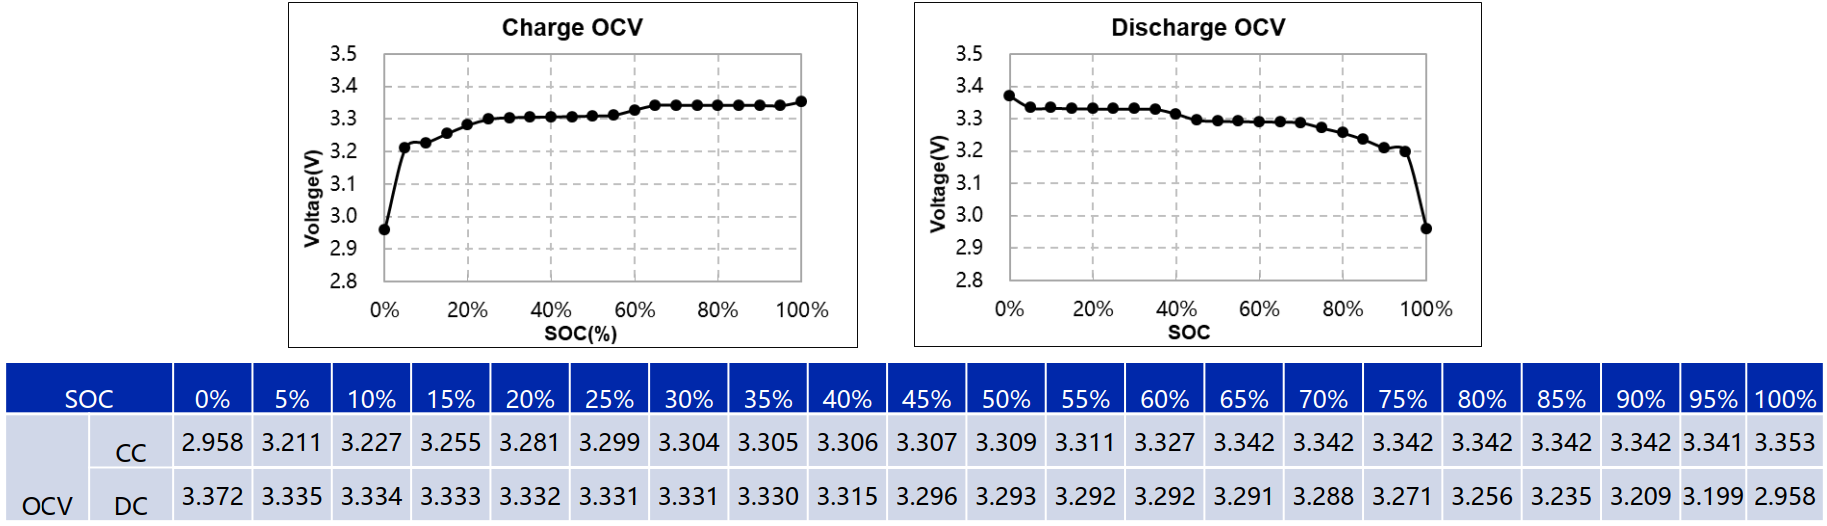 Charge OCV
3.5
3.4
3.3
3.2
3.1
3.0
2.9
2.8
Voltage(V)
0% 20% 40% 60% 80% 100%
SOC(%)
Discharge OCV
3.5
3.4
3.3
3.2
3.1
3.0
2.9
2.8
Voltage(V)
0% 20% 40% 60% 80% 100%
SOC
SOC 0% 5% 10% 15% 20% 25% 30% 35% 40% 45% 50% 55% 60% 65% 70% 75% 80% 85% 90% 95% 100%
OCV
CC 2.958 3.211 3.227 3.255 3.281 3.299 3.304 3.305 3.306 3.307 3.309 3.311 3.327 3.342 3.342 3.342 3.342 3.342 3.342 3.341 3.353
DC 3.372 3.335 3.334 3.333 3.332 3.331 3.331 3.330 3.315 3.296 3.293 3.292 3.292 3.291 3.288 3.271 3.256 3.235 3.209 3.199 2.958